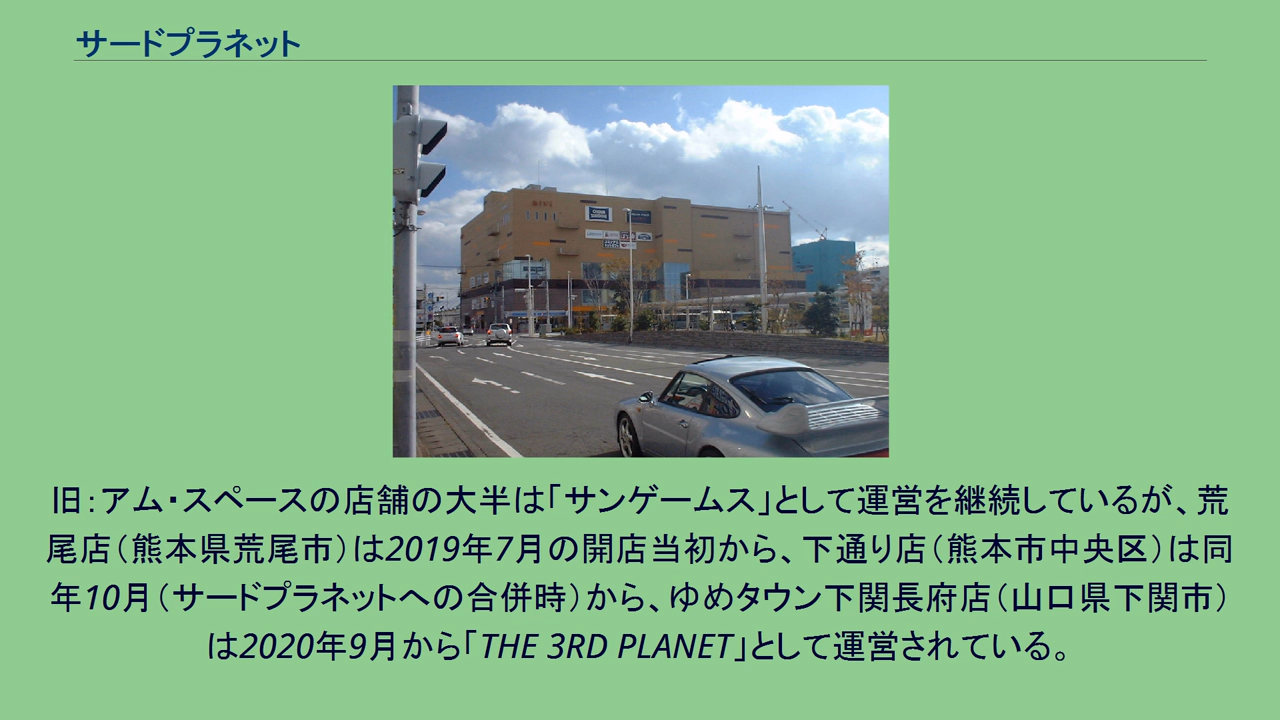 サードプラネット
旧：アム・スペースの店舗の大半は「サンゲームス」として運営を継続しているが、荒
尾店（熊本県荒尾市）は2019年7月の開店当初から、下通り店（熊本市中央区）は同
年10月（サードプラネットへの合併時）から、ゆめタウン下関長府店（山口県下関市）
は2020年9月から「THE 3RD PLANET」として運営されている。